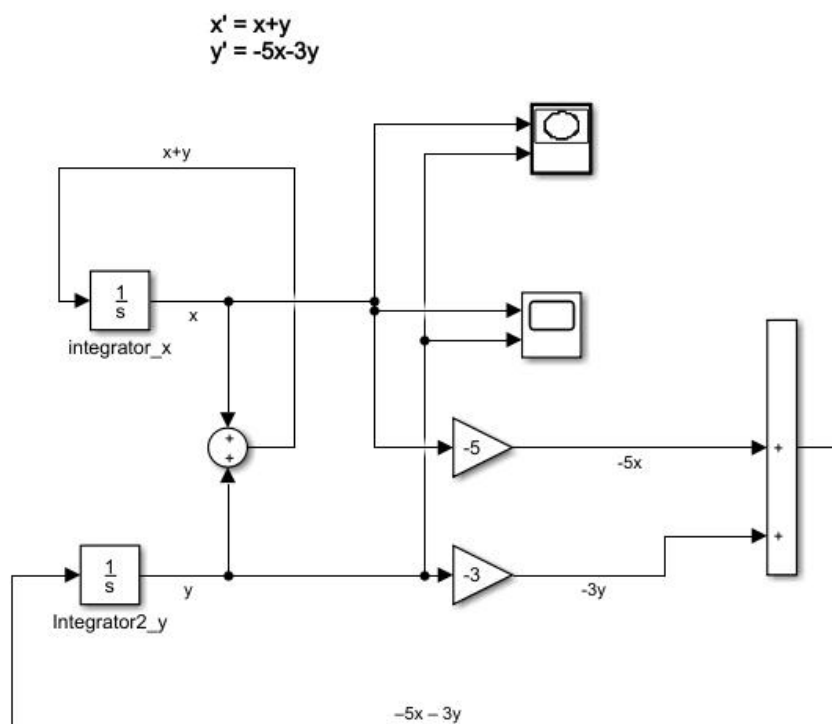 x' = x+y
y' = -5x-3y
x+y
1
s
x
integrator_x
+
+
-5
-5x
+
+
1
s
y
Integrator2_y
-3
-3y
–5x – 3y